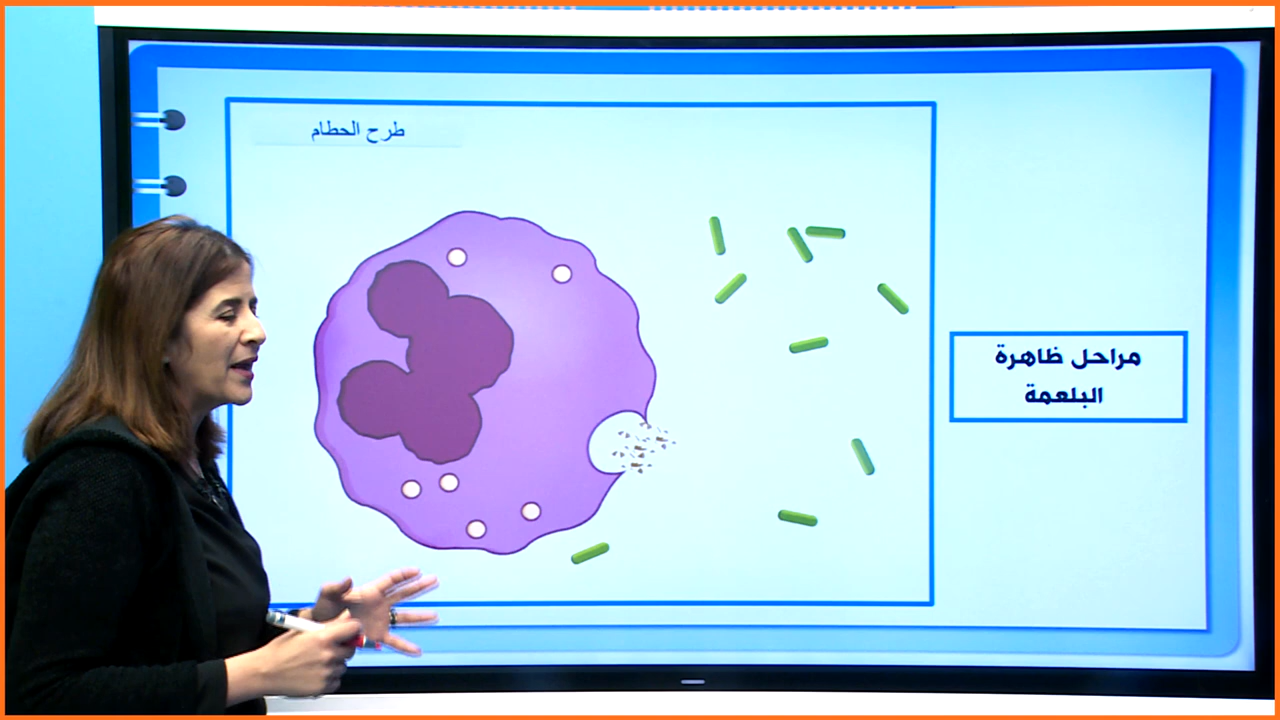 طرح الحطام
مراحل ظاهرة
البلعمة